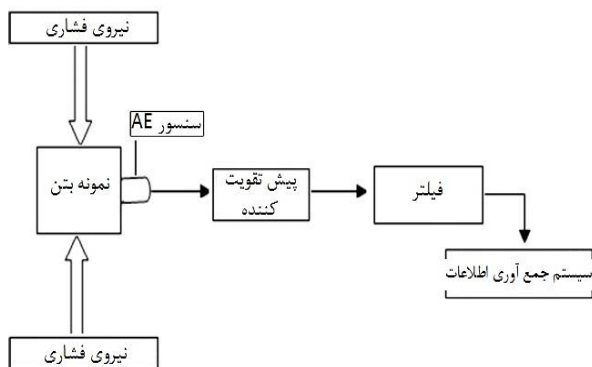 نیروی فشاری
سنسور AE
نمونه بتن
پیش تقویت
کننده
فیلتر
سیستم جمع آوری اطلاعات
نیروی فشاری